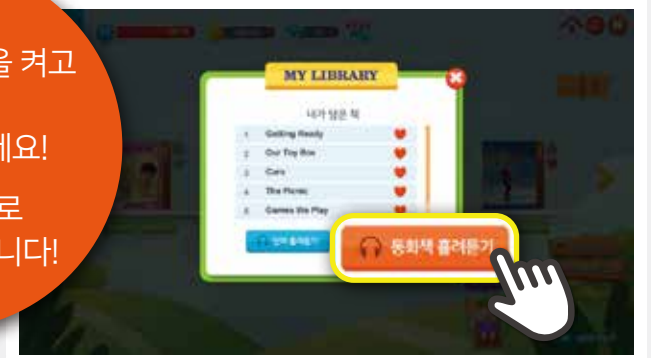 을 켜고
세요!
로
니다!
MY LIBRARY
내가 담은 책
1 Getting Ready
2 Our Toy Box
3 Cars
4 The Picnic
5 Games We Play
동화책 흘려듣기